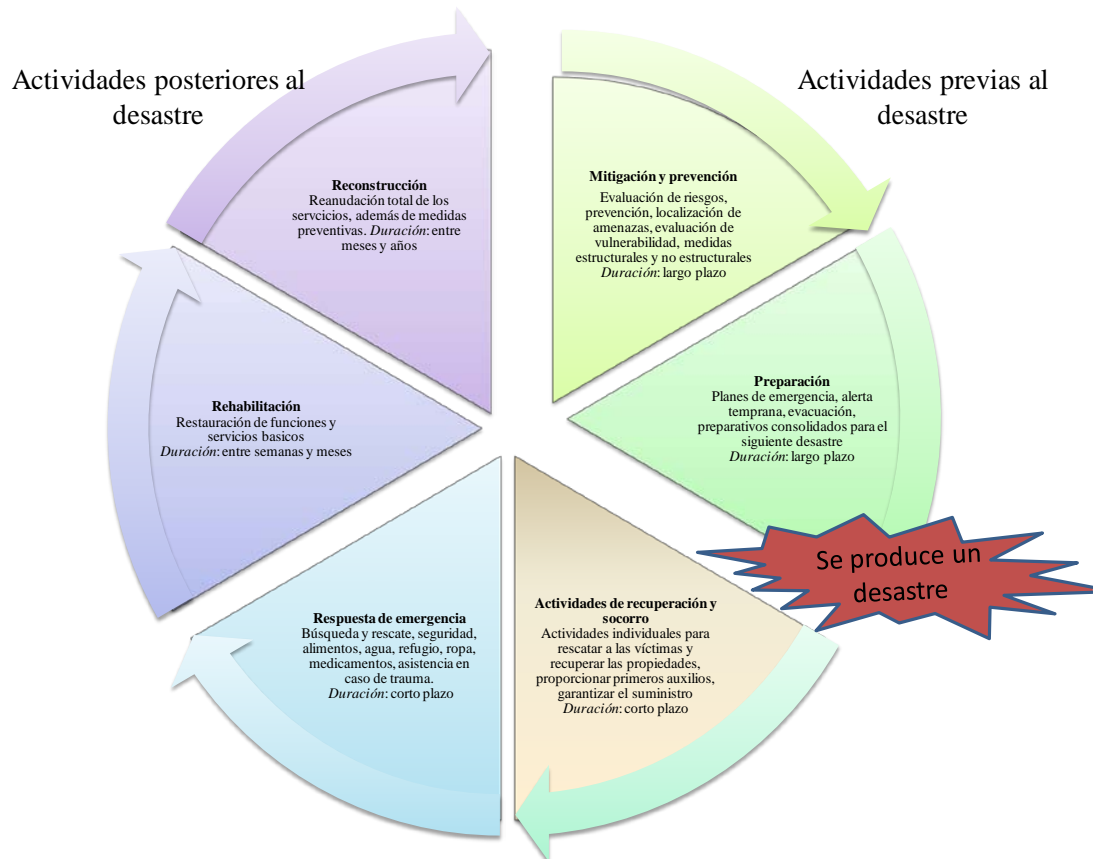 Actividades posteriores al
desastre
Actividades previas al
desastre
Mitigación y prevención
Evaluación de riesgos,
prevención, localización de
amenazas, evaluación de
vulnerabilidad, medidas
estructurales y no estructurales
Duración: largo plazo
Preparación
Planes de emergencia, alerta
temprana, evacuación,
preparativos consolidados para el
siguiente desastre
Duración: largo plazo
Se produce un
desastre
Actividades de recuperación y
socorro
Actividades individuales para
rescatar a las víctimas y
recuperar las propiedades,
proporcionar primeros auxilios,
garantizar el suministro
Duración: corto plazo
Respuesta de emergencia
Búsqueda y rescate, seguridad,
alimentos, agua, refugio, ropa,
medicamentos, asistencia en
caso de trauma.
Duración: corto plazo
Rehabilitación
Restauración de funciones y
servicios basicos
Duración: entre semanas y meses
Reconstrucción
Reanudación total de los
servcicios, además de medidas
preventivas. Duración: entre
meses y años